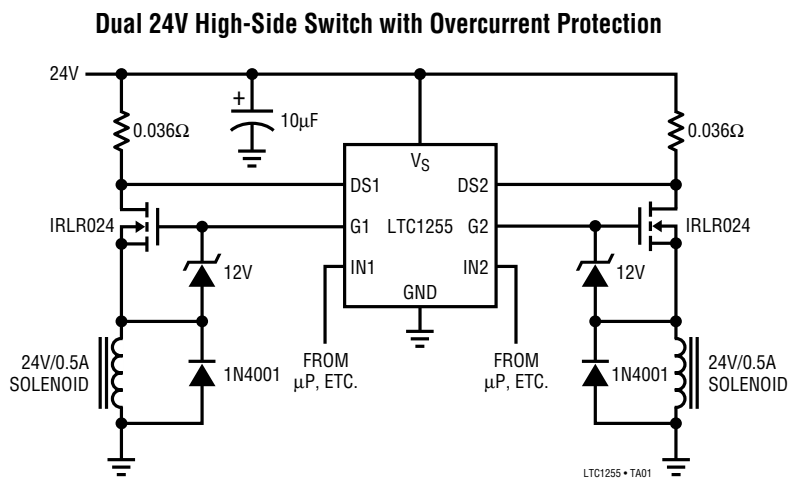 Dual 24V High-Side Switch with Overcurrent Protection
24V
+
10µF
0.036Ω
0.036Ω
VS
DS1
DS2
IRLR024
G1
LTC1255
G2
IRLR024
12V
IN1
IN2
12V
GND
24V/0.5A
SOLENOID
1N4001
FROM
µP, ETC.
FROM
µP, ETC.
1N4001
24V/0.5A
SOLENOID
LTC1255 • TA01